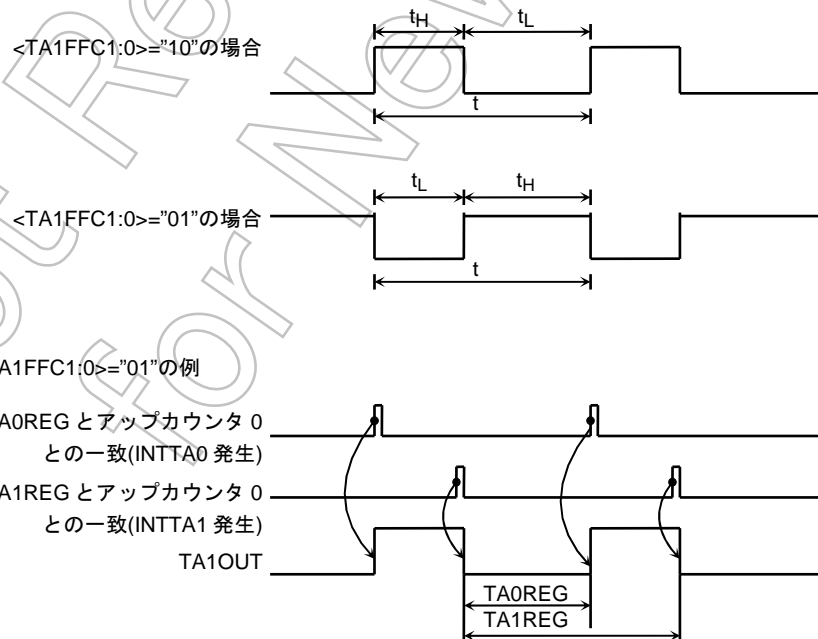 tH tL
<TA1FFC1:0>="10"の場合
t
tL tH
<TA1FFC1:0>="01"の場合
t
A1FFC1:0>="01"の例
A0REG とアップカウンタ 0
との一致(INTTA0 発生)
A1REG とアップカウンタ 0
との一致(INTTA1 発生)
TA1OUT
TA0REG
TA1REG
for New